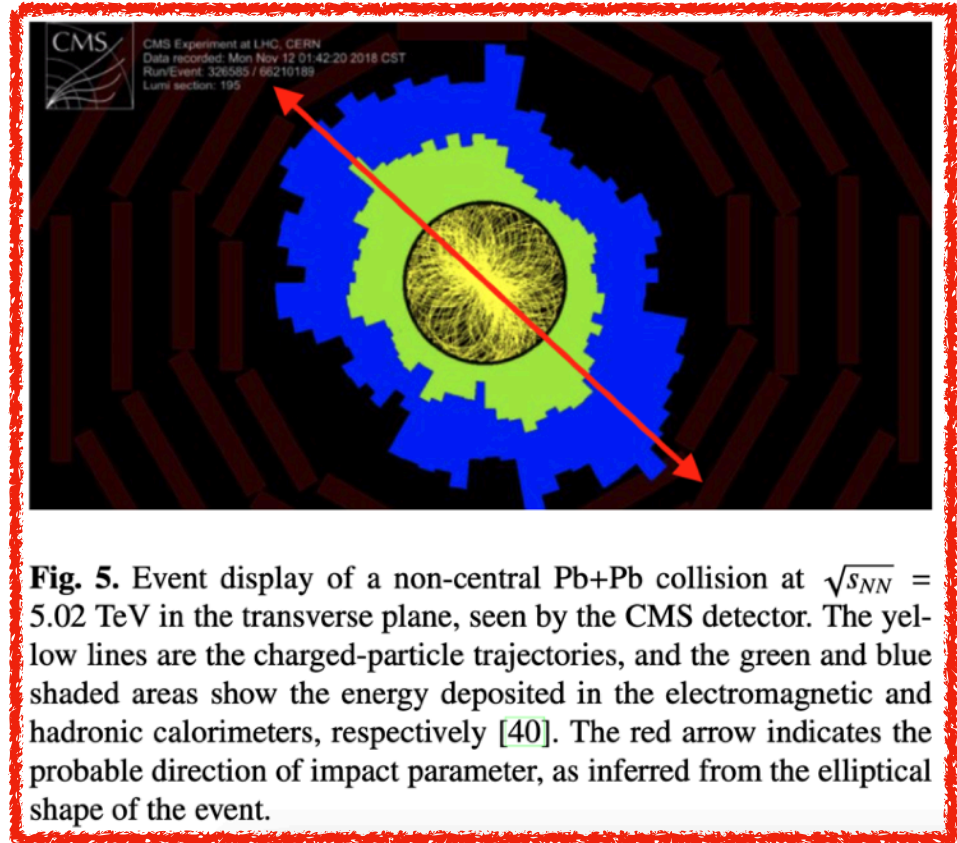 CMS
CMS Experiment at LHC, CERN
Data recorded: Mon Nov 12 01:42:20 2018 CST
Run/Event: 326585 / 66210189
Lumi section: 195
Fig. 5. Event display of a non-central Pb+Pb collision at √sNN =
5.02 TeV in the transverse plane, seen by the CMS detector. The yel-
low lines are the charged-particle trajectories, and the green and blue
shaded areas show the energy deposited in the electromagnetic and
hadronic calorimeters, respectively [40]. The red arrow indicates the
probable direction of impact parameter, as inferred from the elliptical
shape of the event.